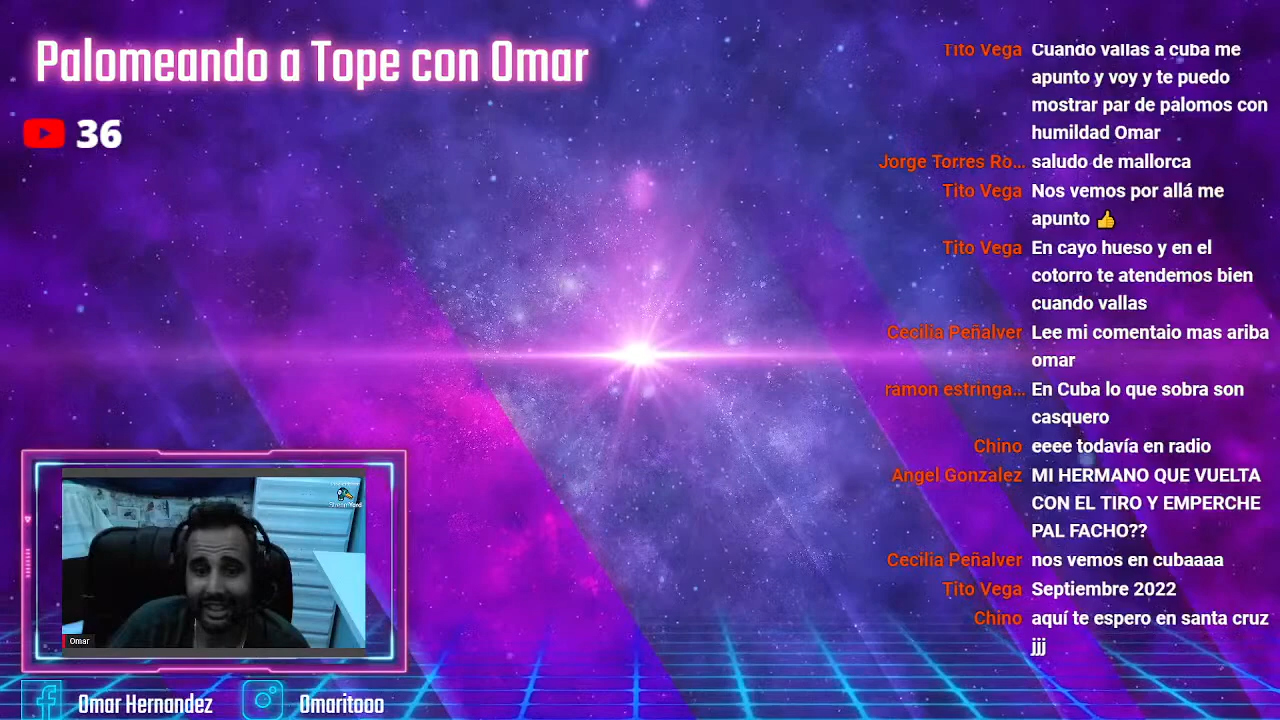 Palomeando a Tope con Omar
36
Tito Vega Cuando vallas a cuba me
apunto y voy y te puedo
mostrar par de palomos con
humildad Omar
Jorge Torres Ro... saludo de mallorca
Tito Vega Nos vemos por allá me
apunto 👍
Tito Vega En cayo hueso y en el
cotorro te atendemos bien
cuando vallas
Cecilia Peñalver Lee mi comentaio mas ariba
omar
ramon estringa... En Cuba lo que sobra son
casquero
Chino eeee todavía en radio
Angel Gonzalez MI HERMANO QUE VUELTA
CON EL TIRO Y EMPERCHE
PAL FACHO??
Cecilia Peñalver nos vemos en cubaaaa
Tito Vega Septiembre 2022
Chino aquí te espero en santa cruz
jjj
StreamYard
Omar
Omar Hernandez
Omaritooo